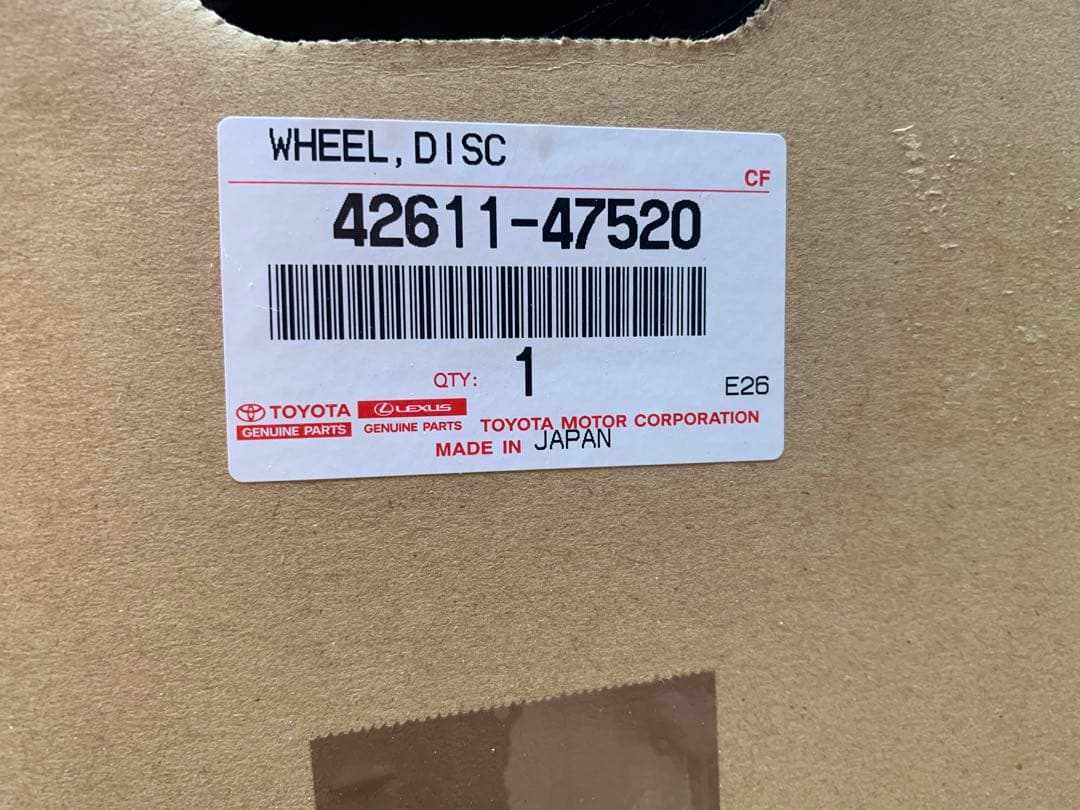 WHEEL, DISC
CF
42611-47520
QTY: 1
E26
TOYOTA LEXUS
GENUINE PARTS GENUINE PARTS TOYOTA MOTOR CORPORATION
MADE IN JAPAN